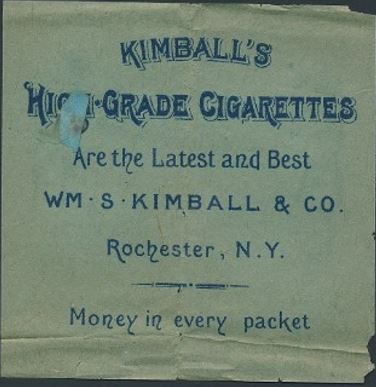 KIMBALL'S
HIGH-GRADE CIGARETTES
Are the Latest and Best
WM · S · KIMBALL & CO.
Rochester, N.Y.
Money in every packet